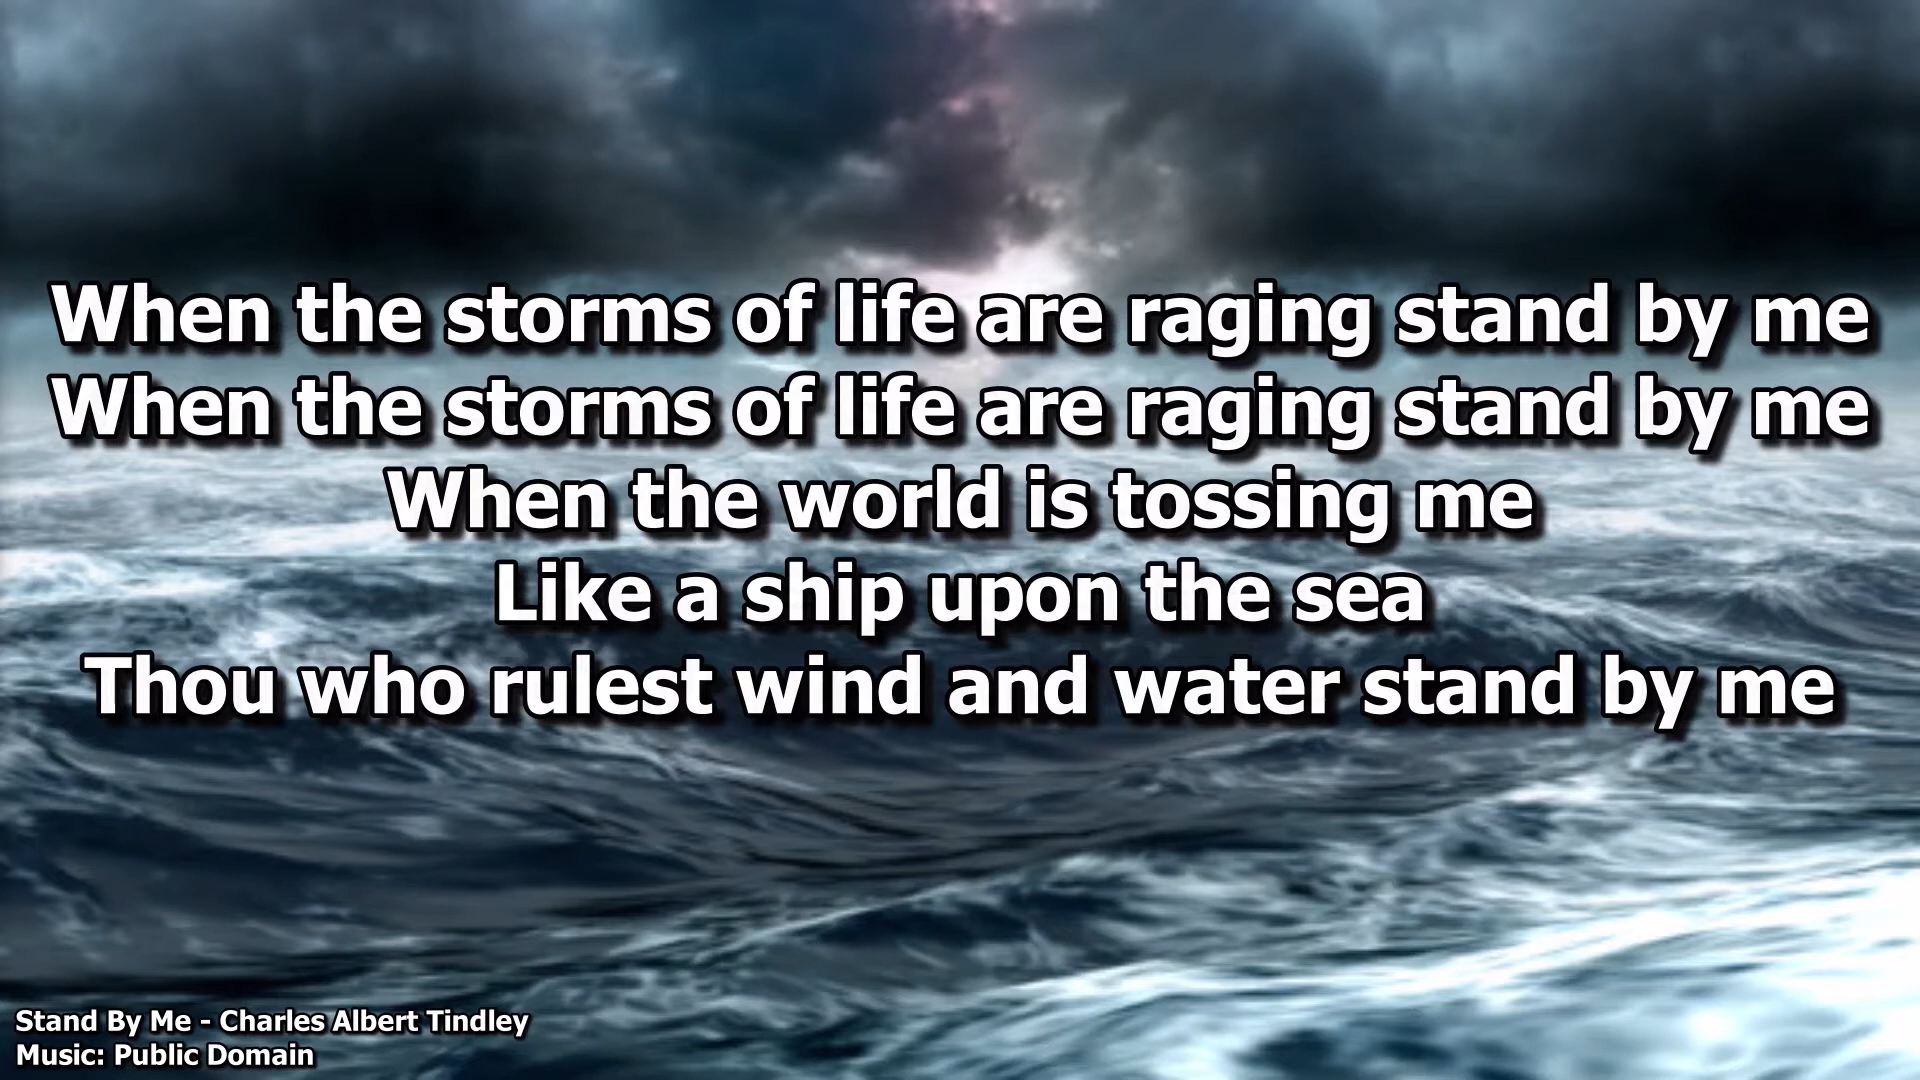 When the storms of life are raging stand by me
When the storms of life are raging stand by me
When the world is tossing me
Like a ship upon the sea
Thou who rulest wind and water stand by me
Stand By Me - Charles Albert Tindley
Music: Public Domain